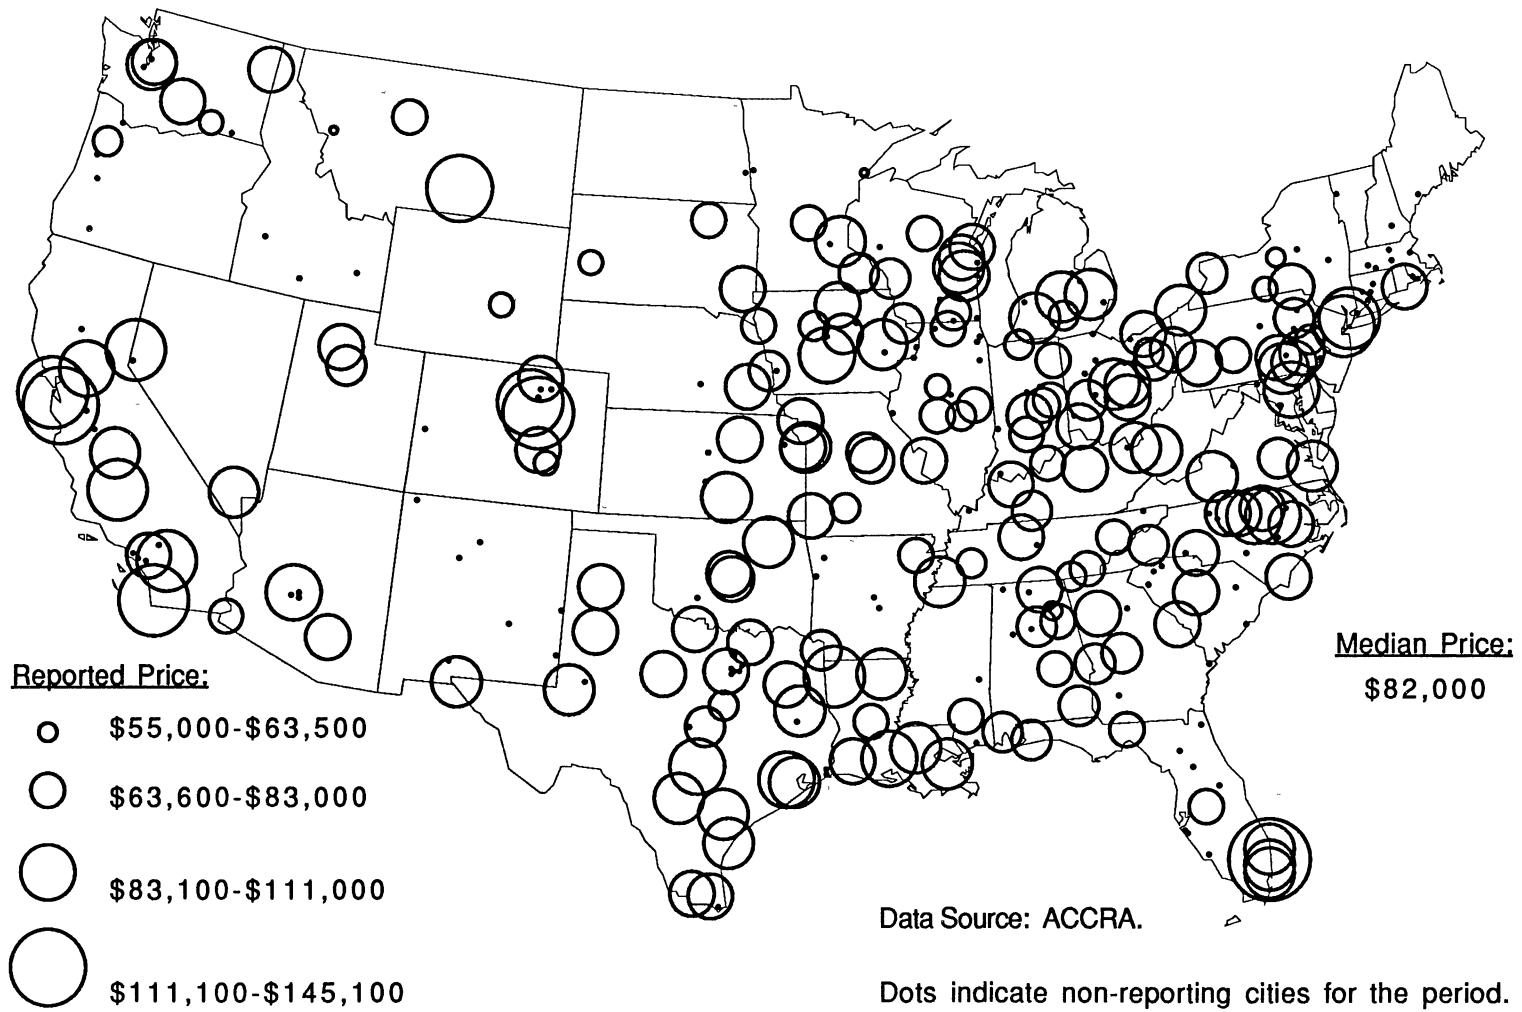 Reported Price:
$55,000-$63,500
$63,600-$83,000
$83,100-$111,000
$111,100-$145,100
Median Price:
$82,000
Data Source: ACCRA.
Dots indicate non-reporting cities for the period.